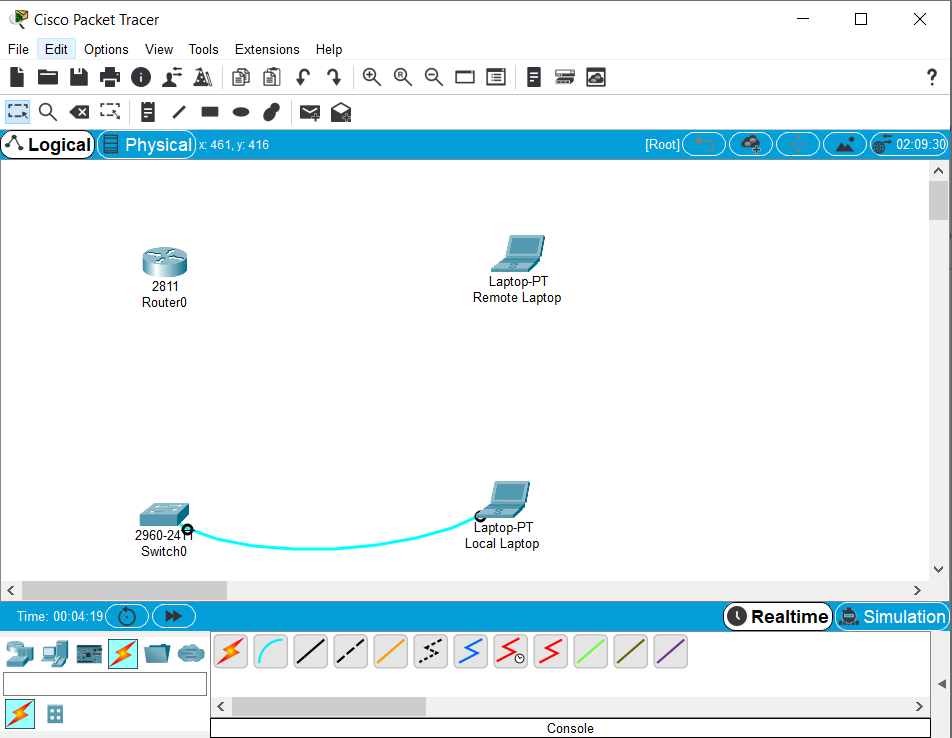 Cisco Packet Tracer
File Edit Options View Tools Extensions Help
Logical Physical x: 461, y: 416 [Root] 02:09:30
2811
Router0
Laptop-PT
Remote Laptop
2960-24TT
Switch0
Laptop-PT
Local Laptop
Time: 00:04:19 Realtime Simulation
Console